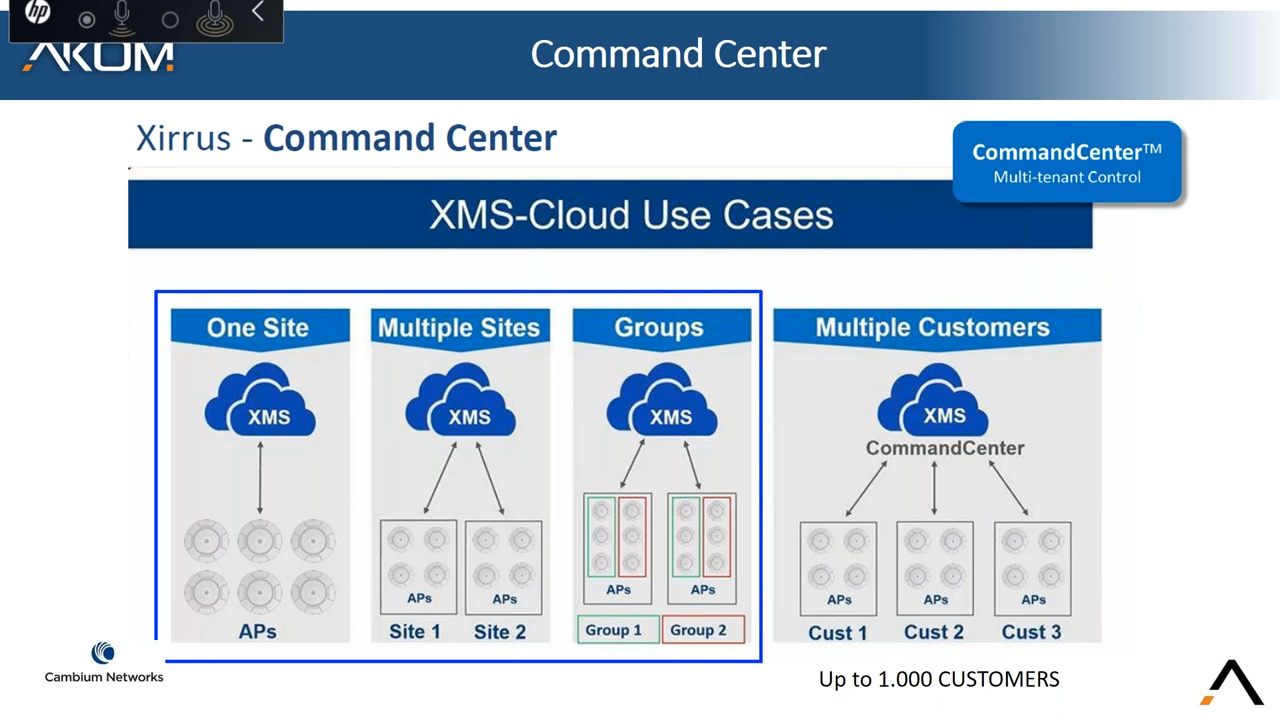 hp
AKOM
Command Center
Xirrus - Command Center
CommandCenter™
Multi-tenant Control
XMS-Cloud Use Cases
One Site
Multiple Sites
Groups
Multiple Customers
XMS
XMS
XMS
XMS
CommandCenter
APs
APs
APs
APs
APs
APs
APs
APs
Site 1
Site 2
Group 1
Group 2
Cust 1
Cust 2
Cust 3
Cambium Networks
Up to 1.000 CUSTOMERS